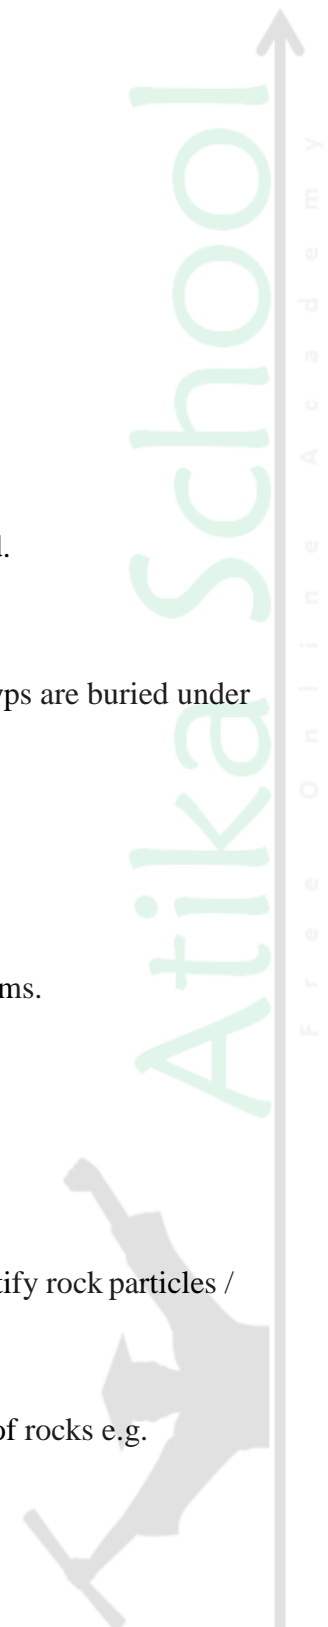 l.
yps are buried under
ms.
tify rock particles /
of rocks e.g.
Atika School
Free Online Academy